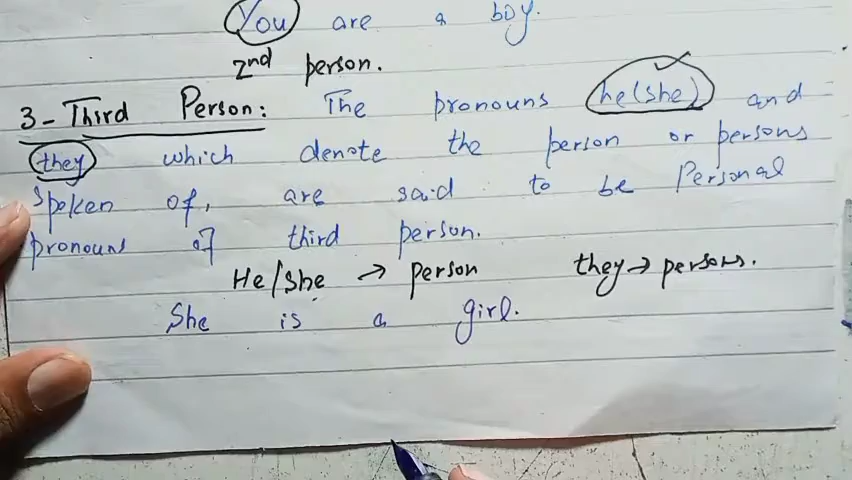 You are a boy.
2nd person.
3- Third Person: The pronouns he(she) and
they which denote the person or persons
spoken of, are said to be Personal
pronouns of third person.
He/she → person they → persons.
She is a girl.